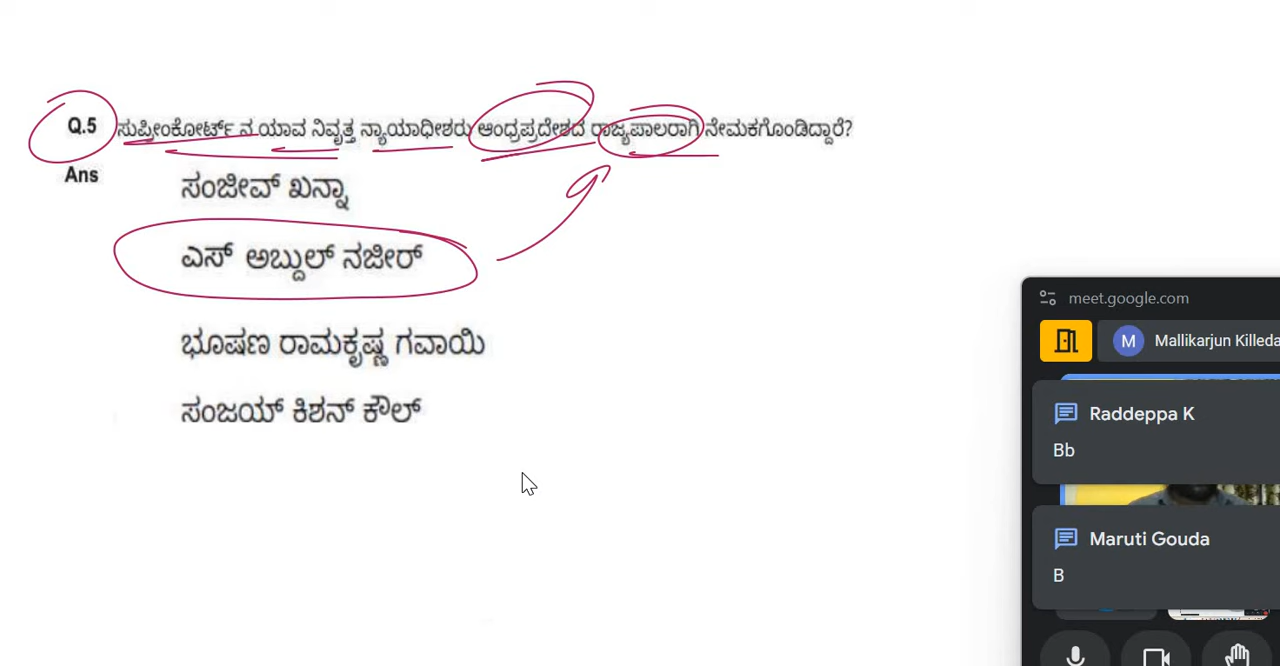 Q.5 ಸುಪ್ರೀಂಕೋರ್ಟ್ ನ ಯಾವ ನಿವೃತ್ತ ನ್ಯಾಯಾಧೀಶರು ಆಂಧ್ರಪ್ರದೇಶದ ರಾಜ್ಯಪಾಲರಾಗಿ ನೇಮಕಗೊಂಡಿದ್ದಾರೆ?
Ans
ಸಂಜೀವ್ ಖನ್ನಾ
ಎಸ್ ಅಬ್ದುಲ್ ನಜೀರ್
ಭೂಷಣ ರಾಮಕೃಷ್ಣ ಗವಾಯಿ
ಸಂಜಯ್ ಕಿಶನ್ ಕೌಲ್
meet.google.com
M Mallikarjun Killeda
Raddeppa K
Bb
Maruti Gouda
B